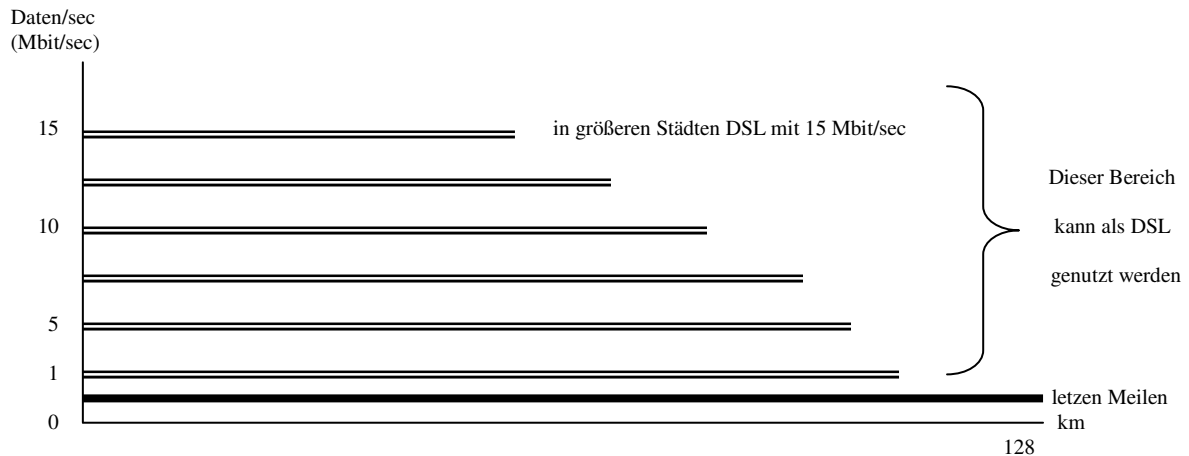 Daten/sec
(Mbit/sec)
15
in größeren Städten DSL mit 15 Mbit/sec
Dieser Bereich
10
kann als DSL
genutzt werden
5
1
letzen Meilen
0
km
128